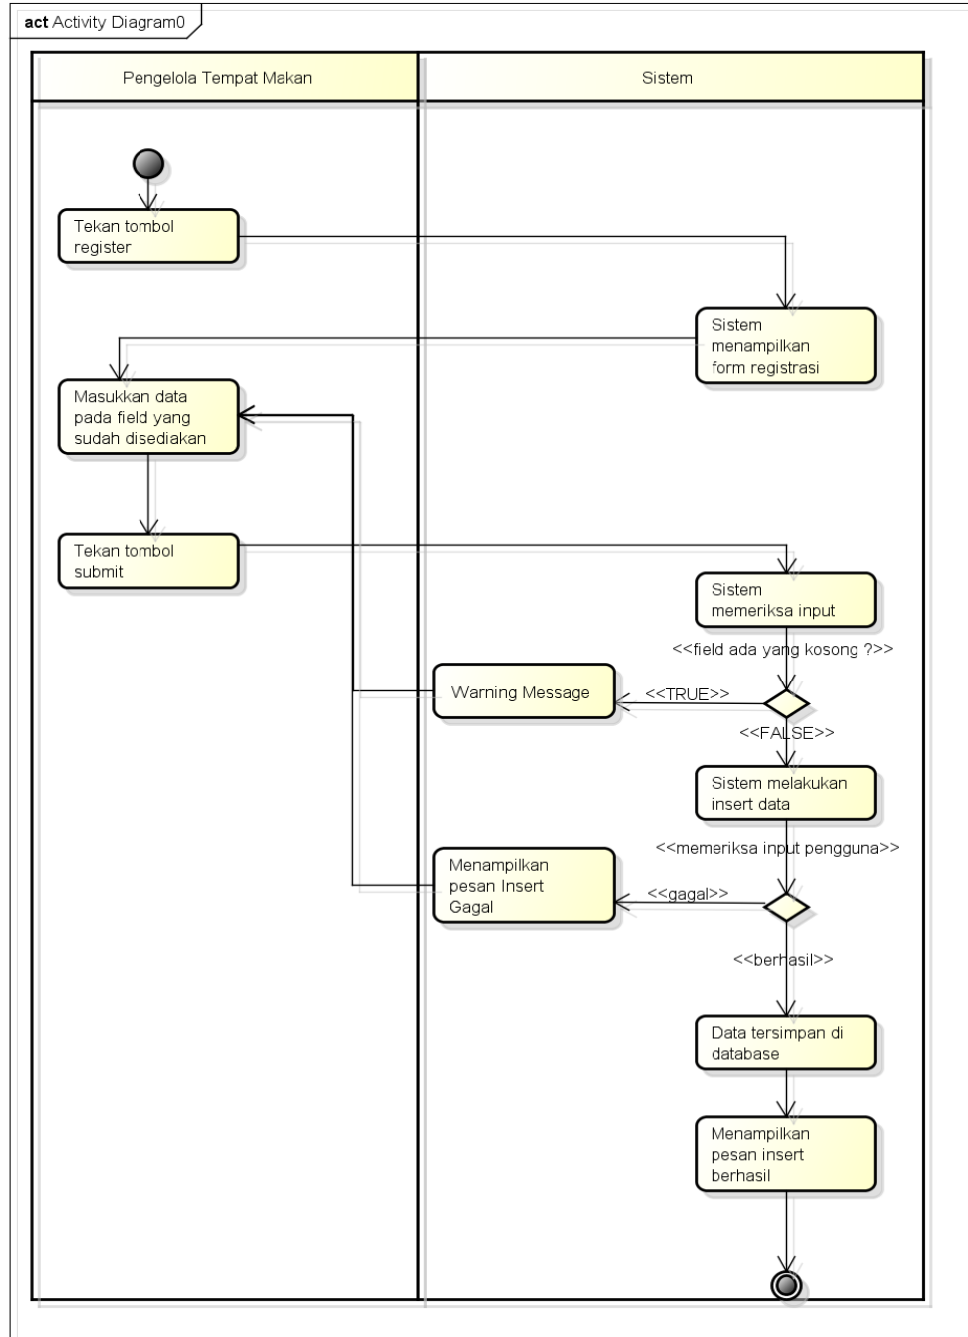 act Activity Diagram0
Pengelola Tempat Makan
Sistem
Tekan tombol
register
Sistem
menampilkan
form registrasi
Masukkan data
pada field yang
sudah disediakan
Tekan tombol
submit
Sistem
memeriksa input
<<field ada yang kosong ?>>
Warning Message
<<TRUE>>
<<FALSE>>
Sistem melakukan
insert data
<<memeriksa input pengguna>>
Menampilkan
pesan Insert
Gagal
<<gagal>>
<<berhasil>>
Data tersimpan di
database
Menampilkan
pesan insert
berhasil